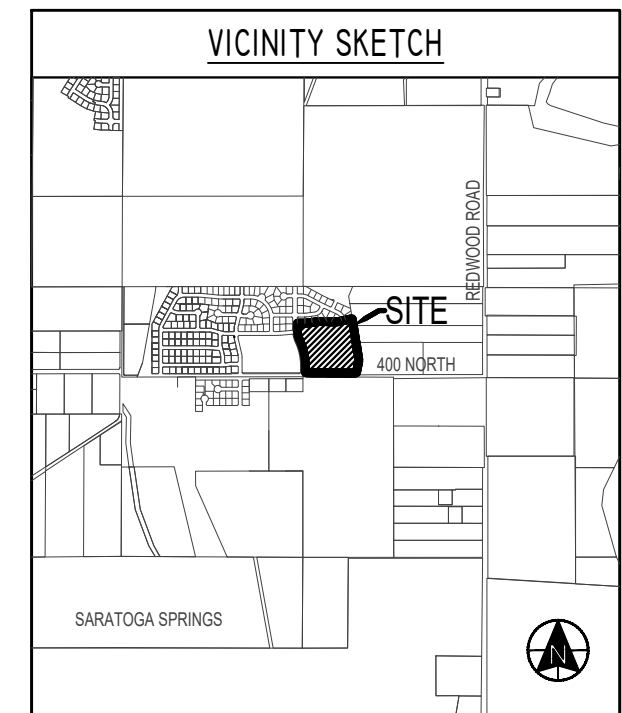 VICINITY SKETCH
REDWOOD ROAD
SITE
400 NORTH
SARATOGA SPRINGS
N